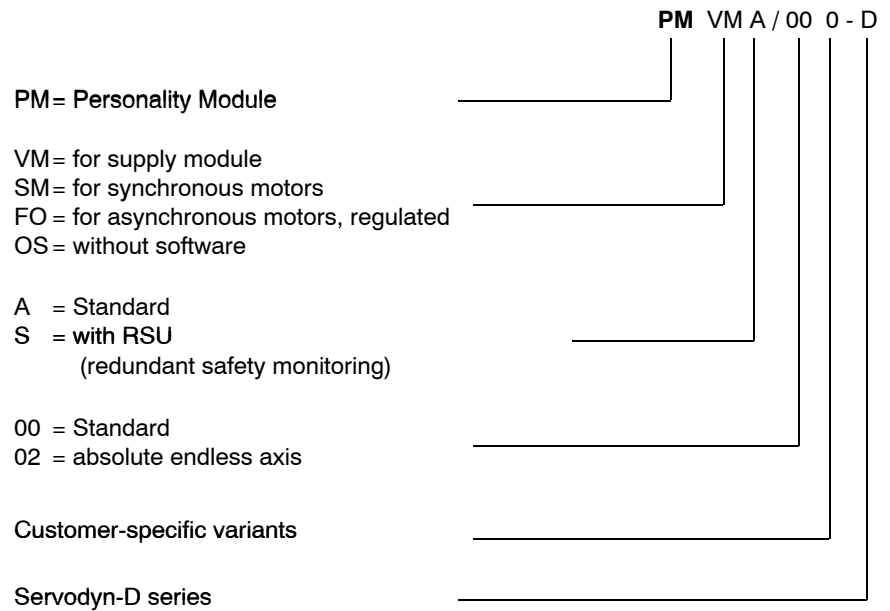 PM VM A / 00 0 - D
PM = Personality Module
VM = for supply module
SM = for synchronous motors
FO = for asynchronous motors, regulated
OS = without software
A = Standard
S = with RSU
(redundant safety monitoring)
00 = Standard
02 = absolute endless axis
Customer-specific variants
Servodyn-D series